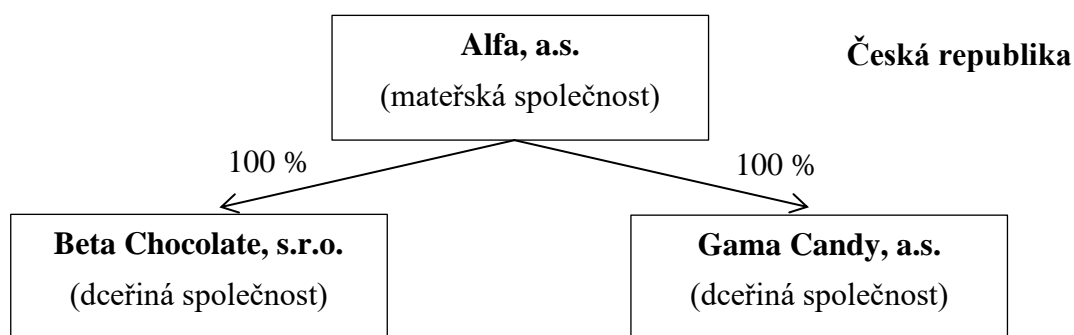 Alfa, a.s.
(mateřská společnost)
Česká republika
100 %
100 %
Beta Chocolate, s.r.o.
(dceřiná společnost)
Gama Candy, a.s.
(dceřiná společnost)